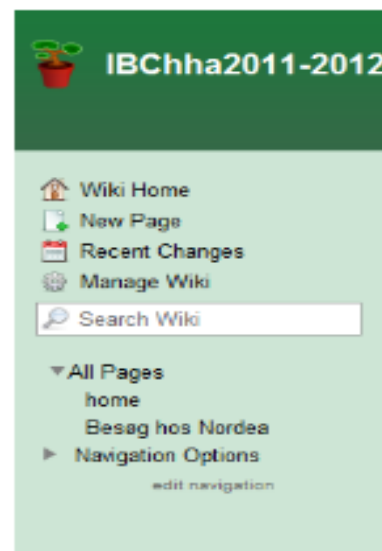 IBChha2011-2012
Wiki Home
New Page
Recent Changes
Manage Wiki
Search Wiki
All Pages
home
Besøg hos Nordea
Navigation Options
edit navigation